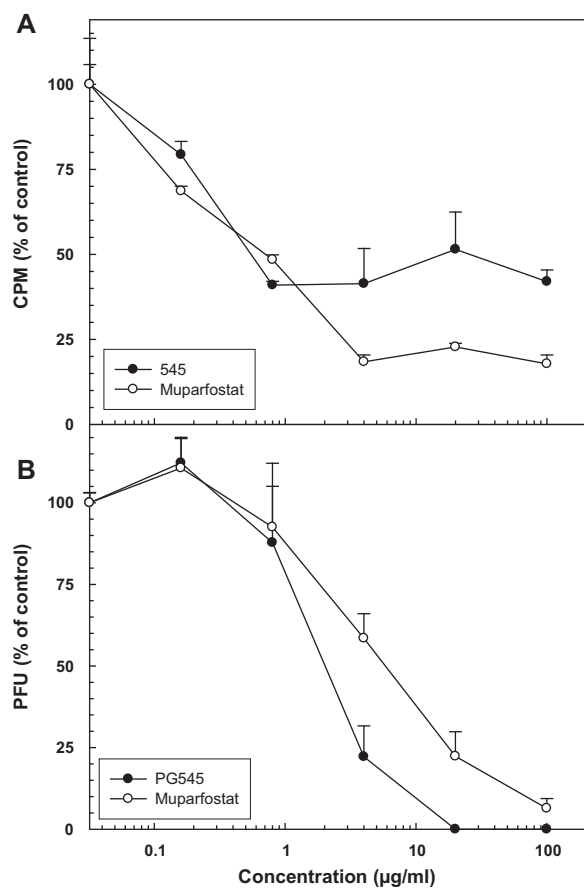 A
CPM (% of control)
100
75
50
25
0
545
Muparfostat
B
PFU (% of control)
100
75
50
25
0
PG545
Muparfostat
0.1 1 10 100
Concentration (µg/ml)